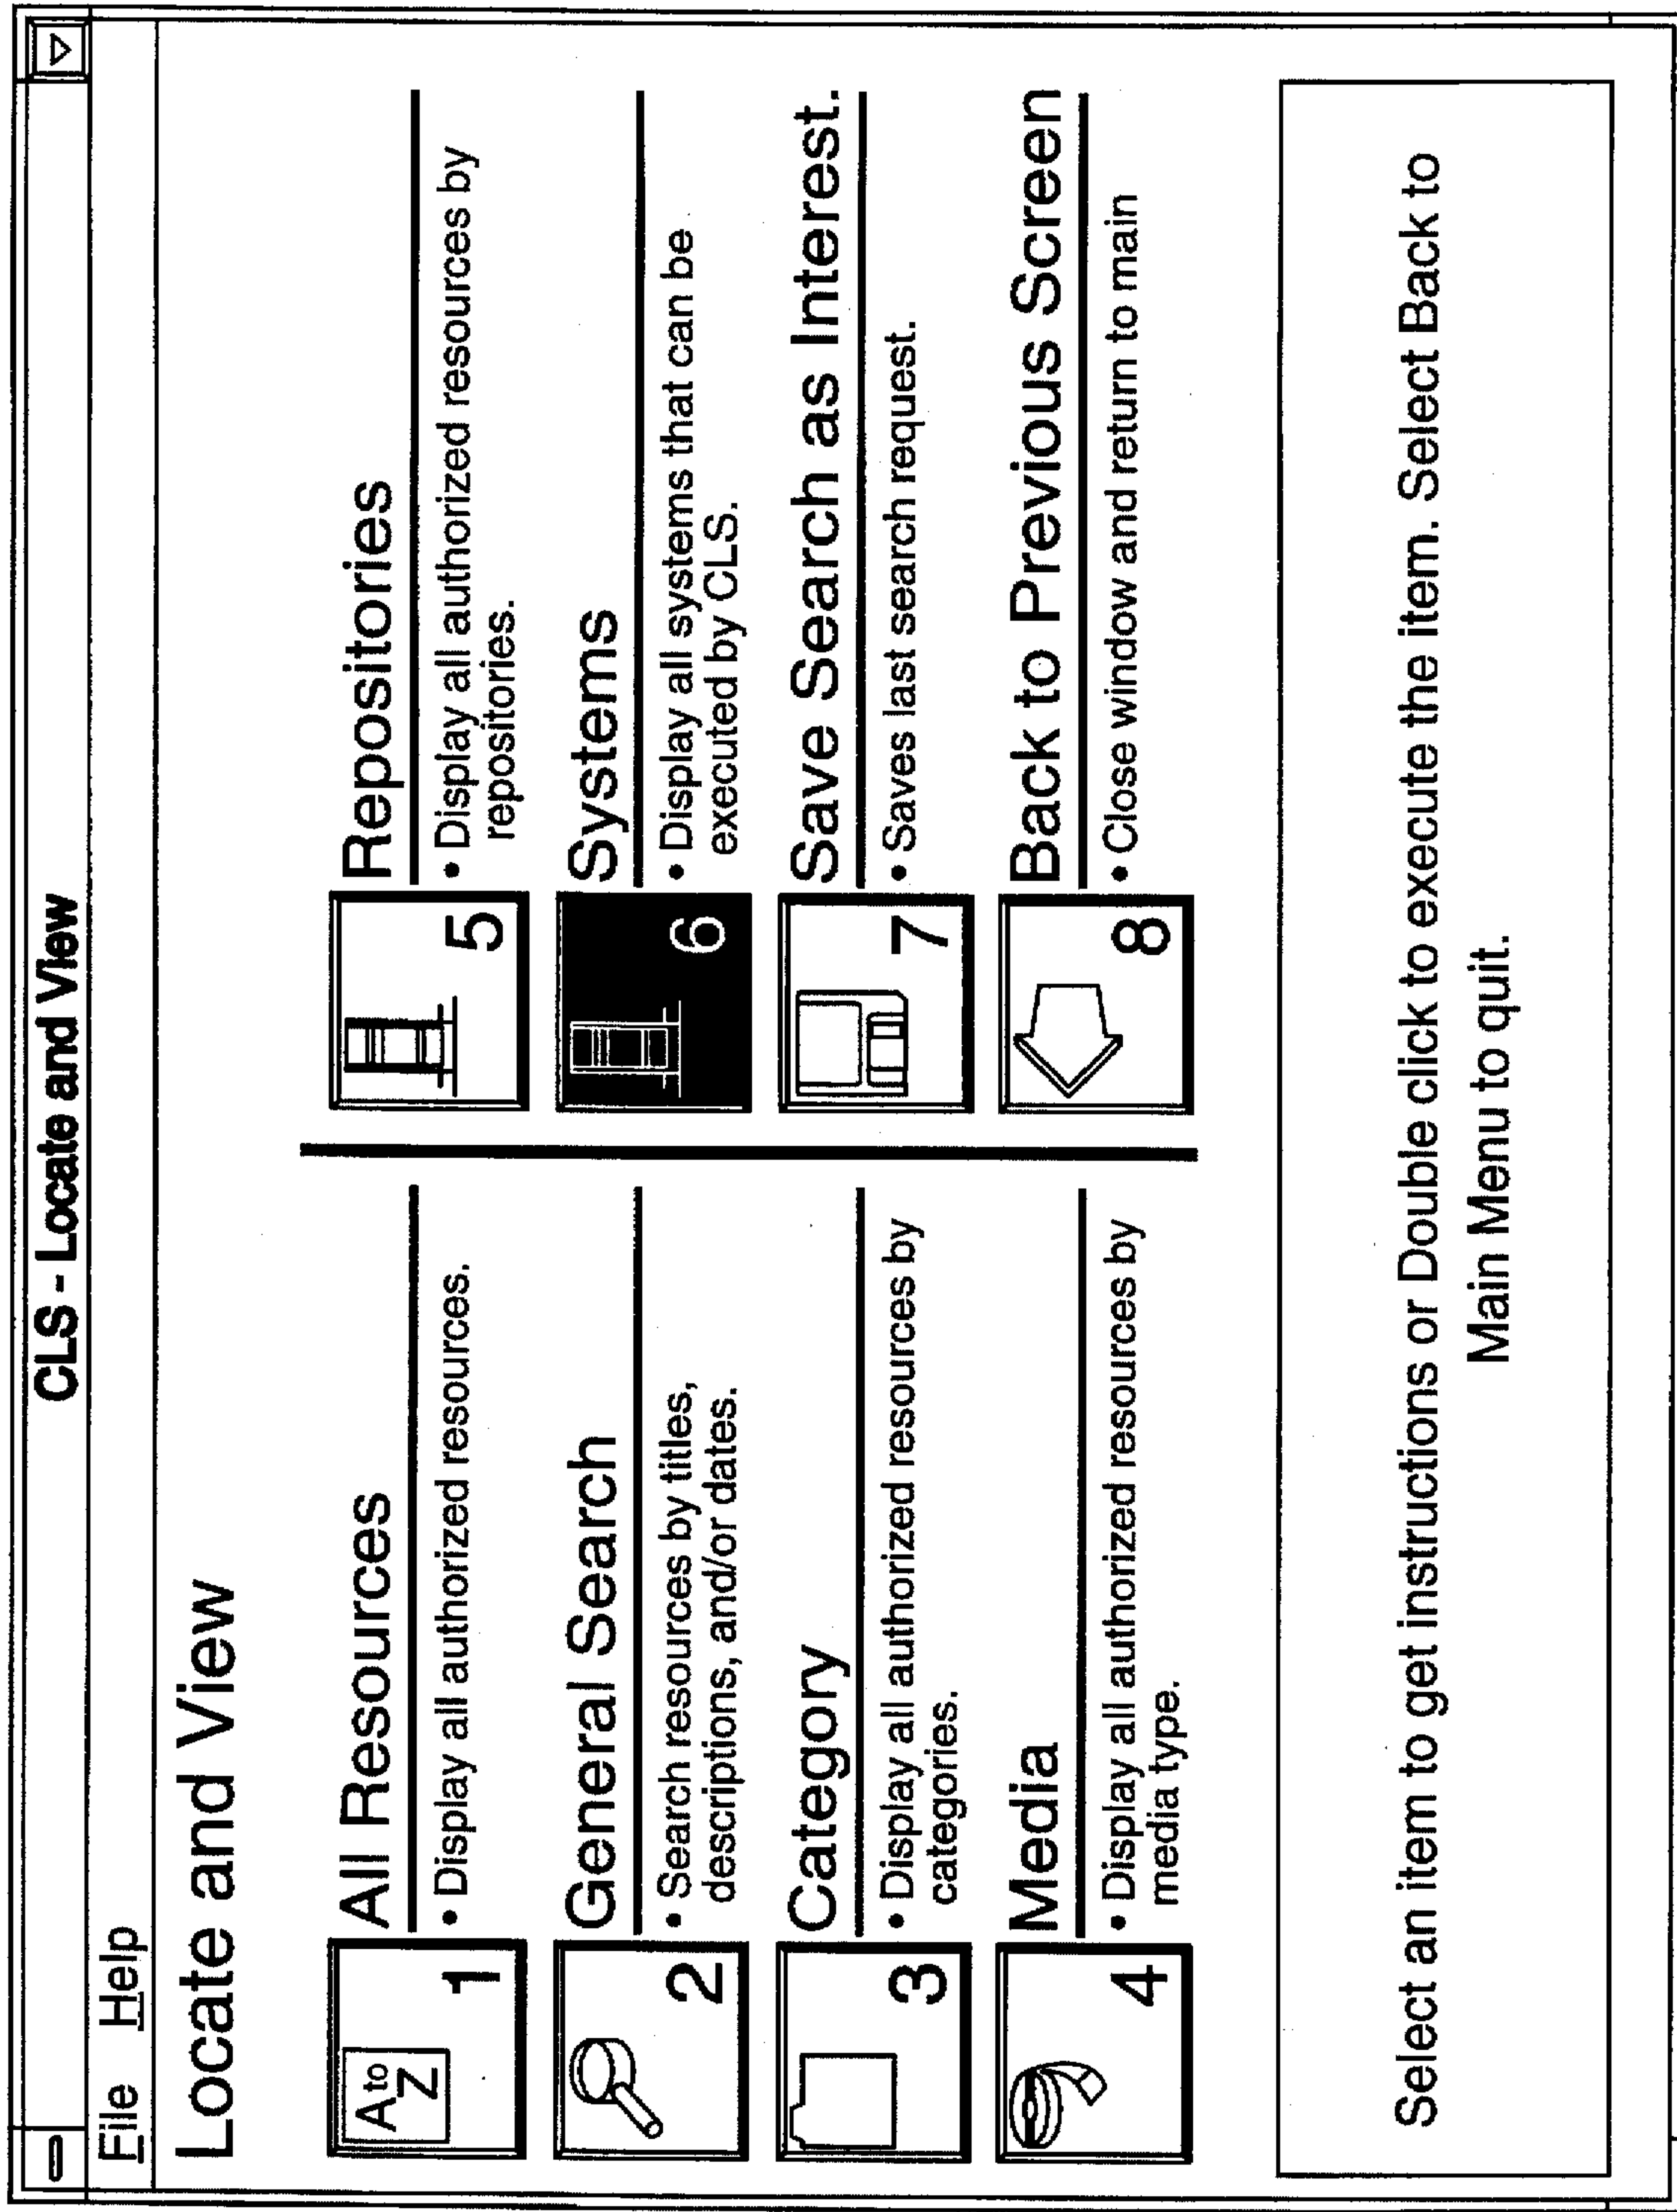 CLS - Locate and View
File Help
Locate and View
A to
Z
1
All Resources
• Display all authorized resources.
2
General Search
• Search resources by titles,
descriptions, and/or dates.
3
Category
• Display all authorized resources by
categories.
4
Media
• Display all authorized resources by
media type.
5
Repositories
• Display all authorized resources by
repositories.
6
Systems
• Display all systems that can be
executed by CLS.
7
Save Search as Interest.
• Saves last search request.
8
Back to Previous Screen
• Close window and return to main
Select an item to get instructions or Double click to execute the item. Select Back to
Main Menu to quit.